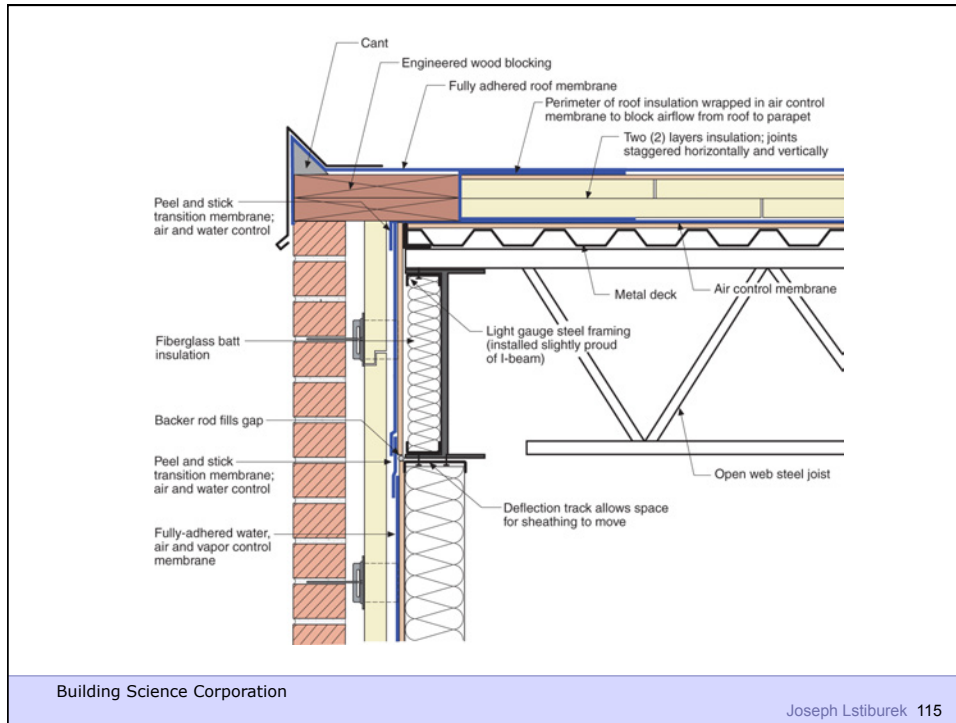 Cant
Engineered wood blocking
Fully adhered roof membrane
Perimeter of roof insulation wrapped in air control
membrane to block airflow from roof to parapet
Two (2) layers insulation; joints
staggered horizontally and vertically
Peel and stick
transition membrane;
air and water control
Metal deck
Air control membrane
Fiberglass batt
insulation
Light gauge steel framing
(installed slightly proud
of I-beam)
Backer rod fills gap
Peel and stick
transition membrane;
air and water control
Open web steel joist
Deflection track allows space
for sheathing to move
Fully-adhered water,
air and vapor control
membrane
Building Science Corporation
Joseph Lstiburek 115